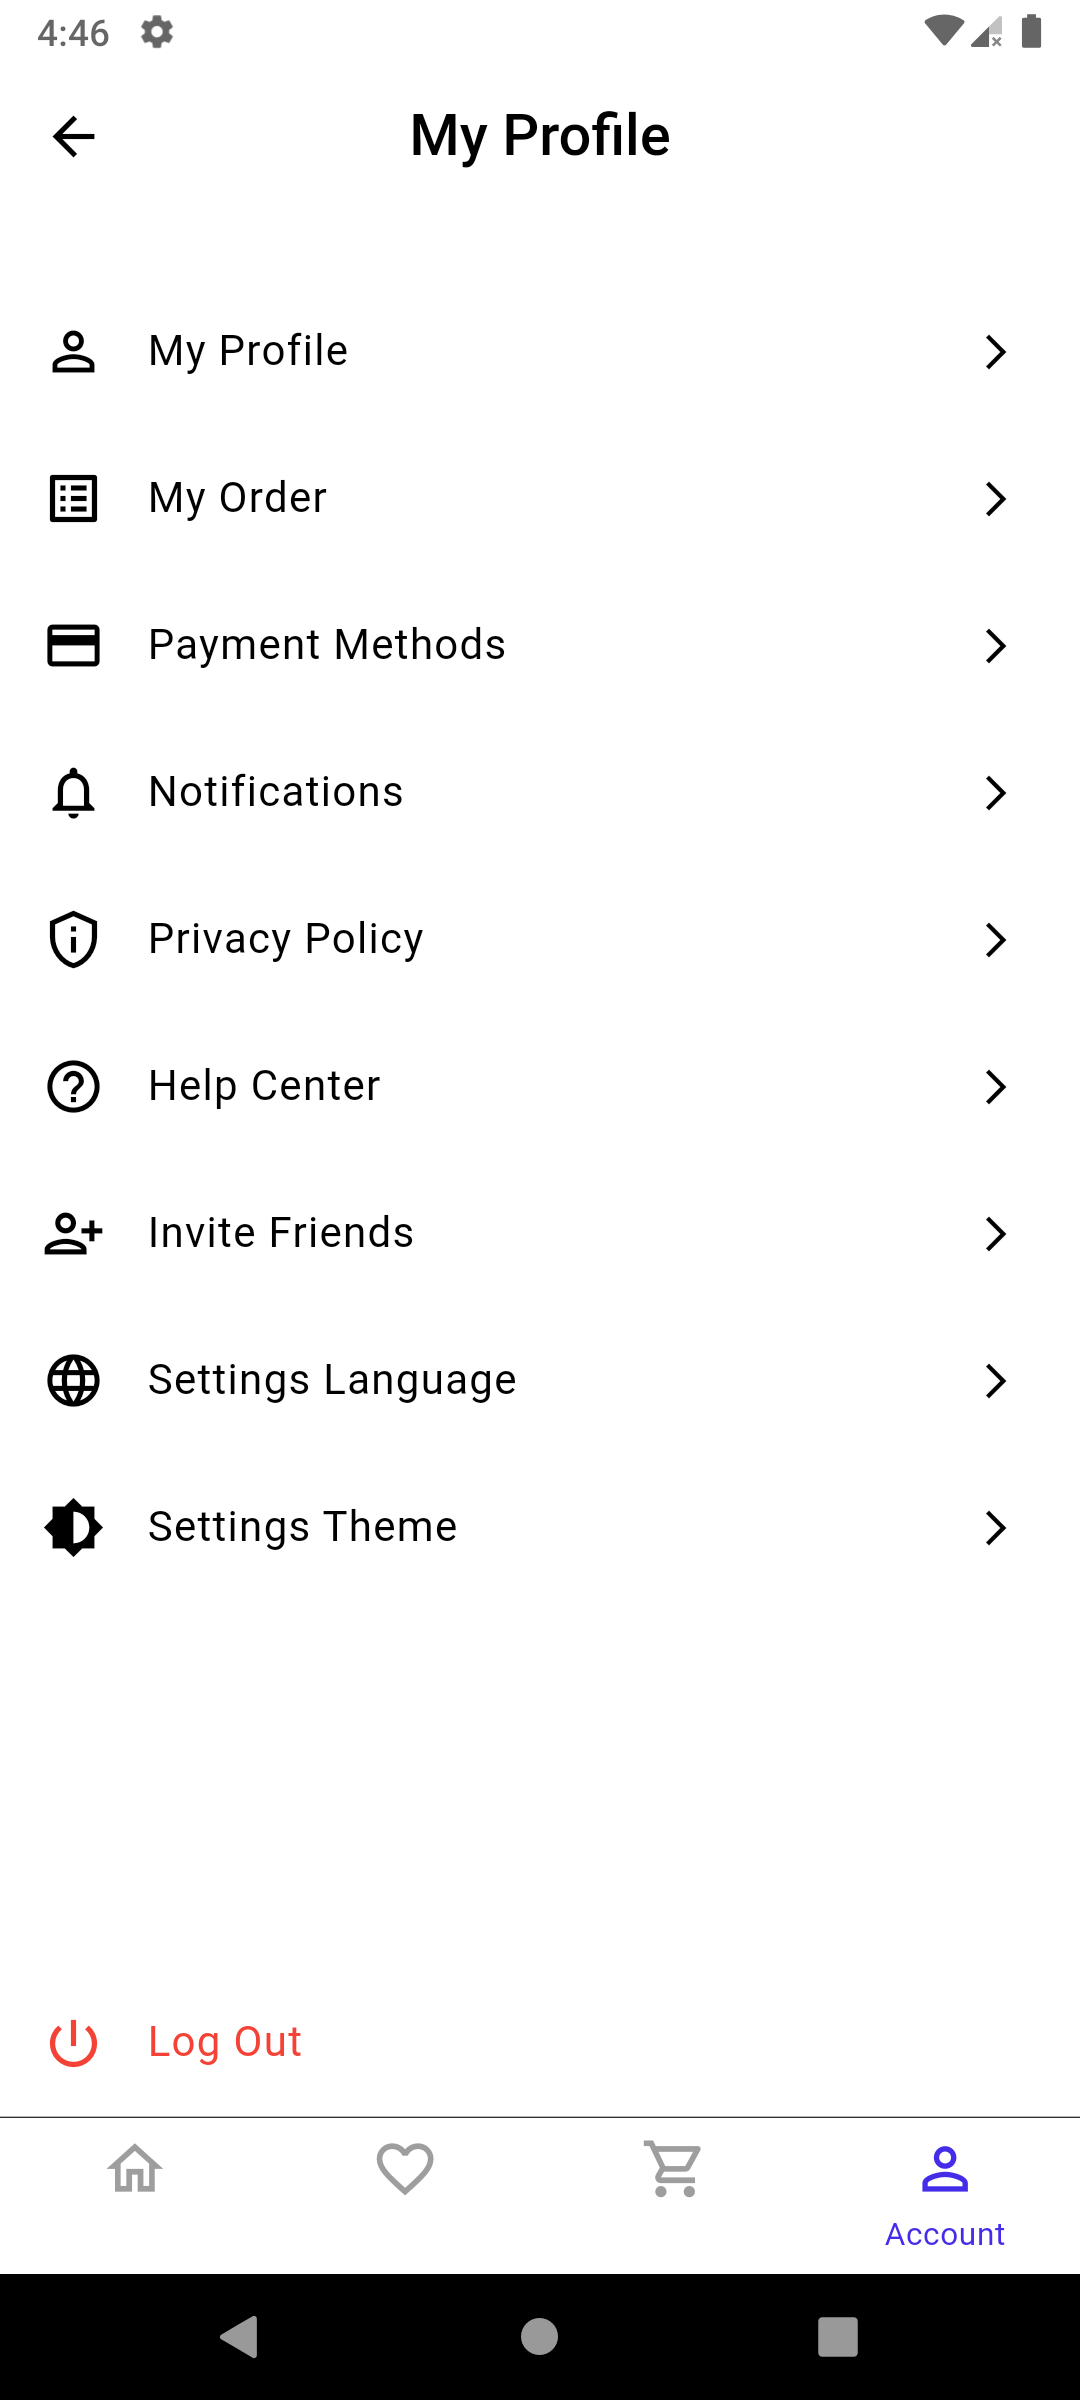 4:46
My Profile
My Profile
My Order
Payment Methods
Notifications
Privacy Policy
Help Center
Invite Friends
Settings Language
Settings Theme
Log Out
Account